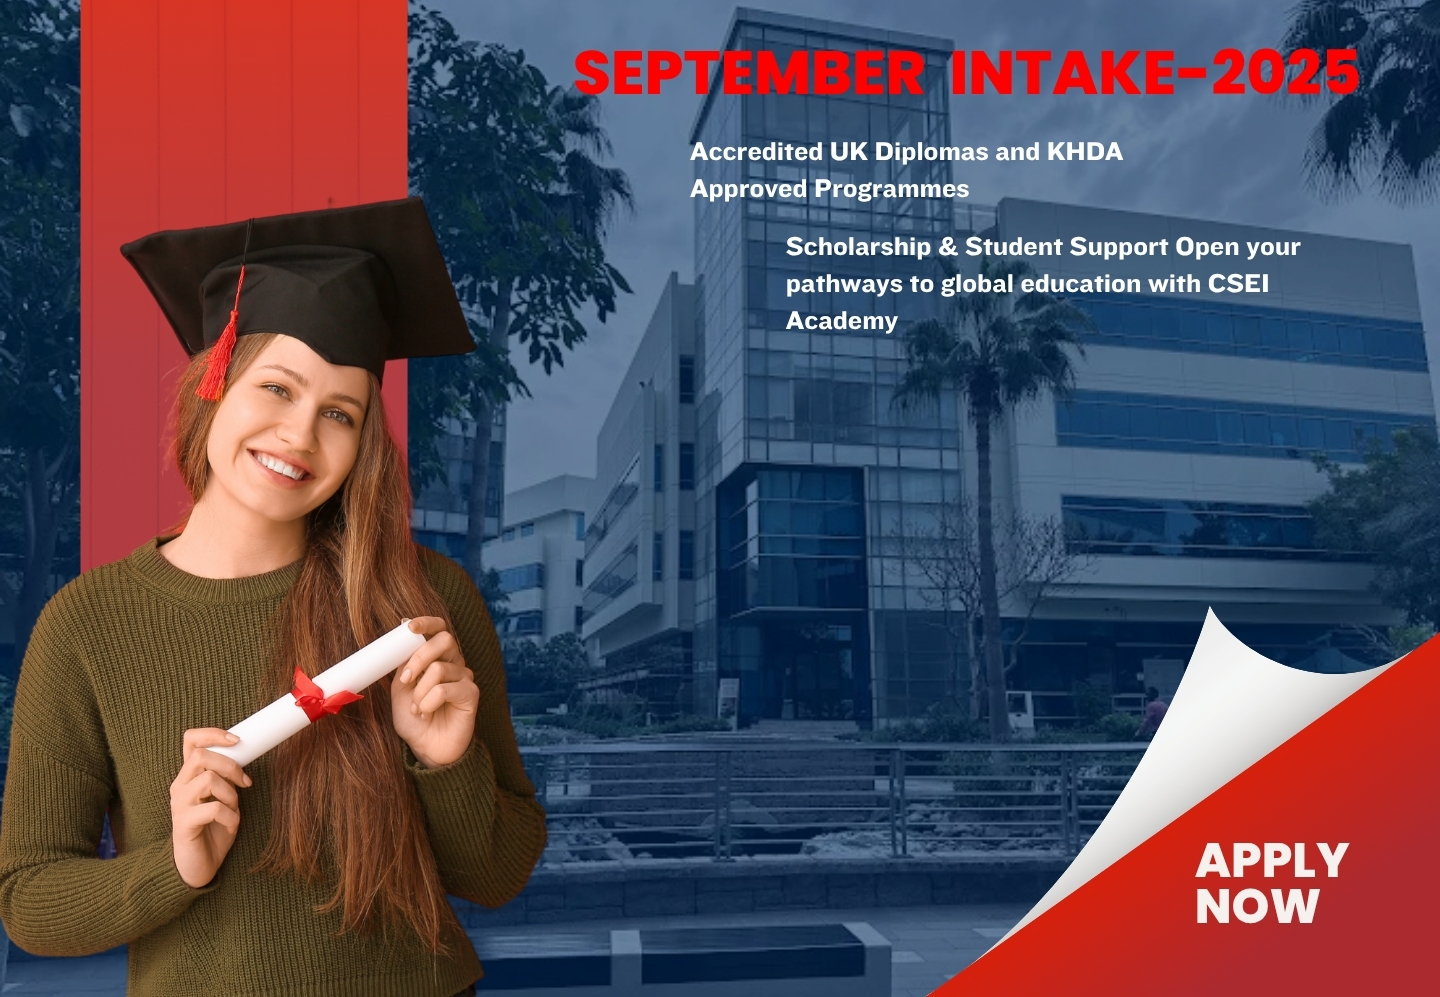 SEPTEMBER INTAKE-2025
Accredited UK Diplomas and KHDA
Approved Programmes
Scholarship & Student Support Open your
pathways to global education with CSEI
Academy
APPLY
NOW